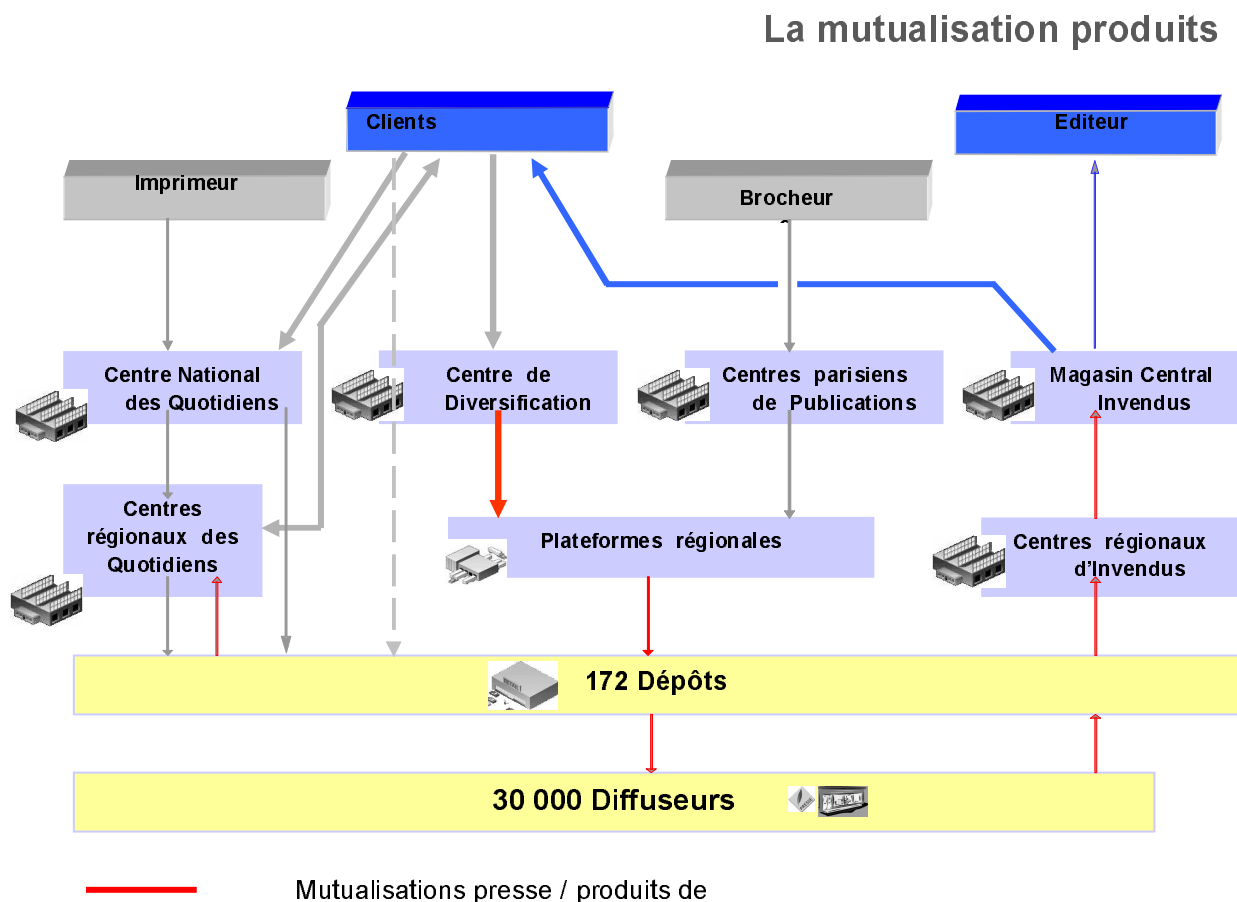 La mutualisation produits
Clients
Editeur
Imprimeur
Brocheur
Centre National
des Quotidiens
Centre de
Diversification
Centres parisiens
de Publications
Magasin Central
Invendus
Centres
régionaux des
Quotidiens
Plateformes régionales
Centres régionaux
d'Invendus
172 Dépôts
30 000 Diffuseurs
Mutualisations presse / produits de